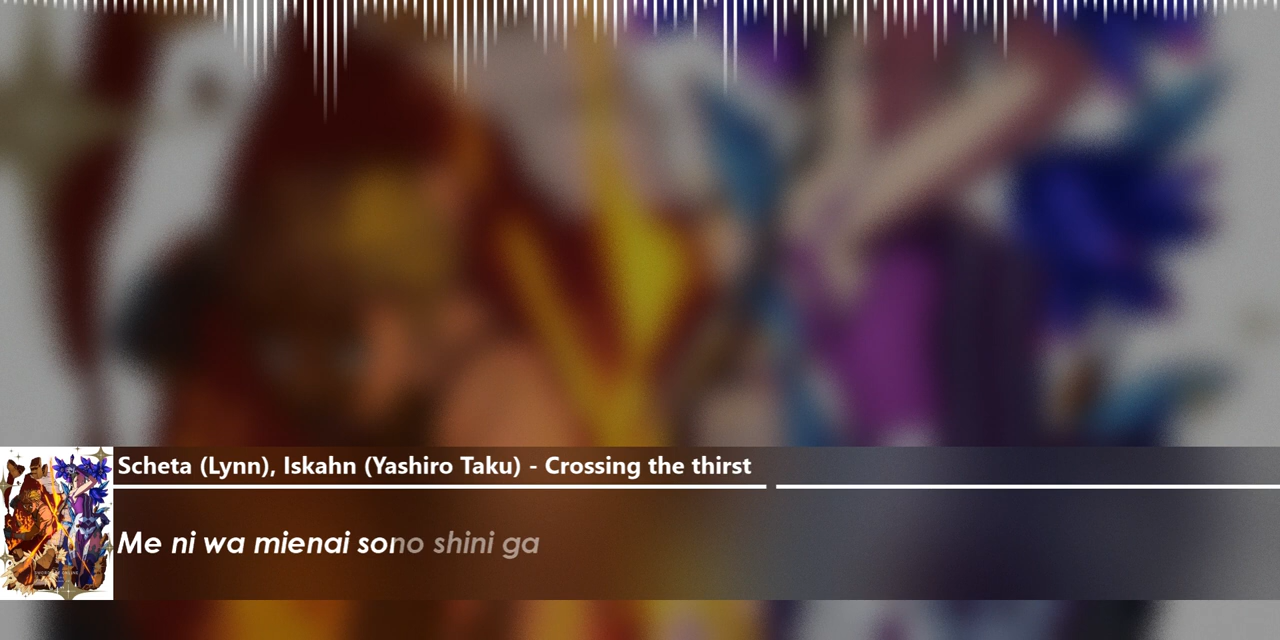 Scheta (Lynn), Iskahn (Yashiro Taku) - Crossing the thirst
Me ni wa mienai sono shini ga